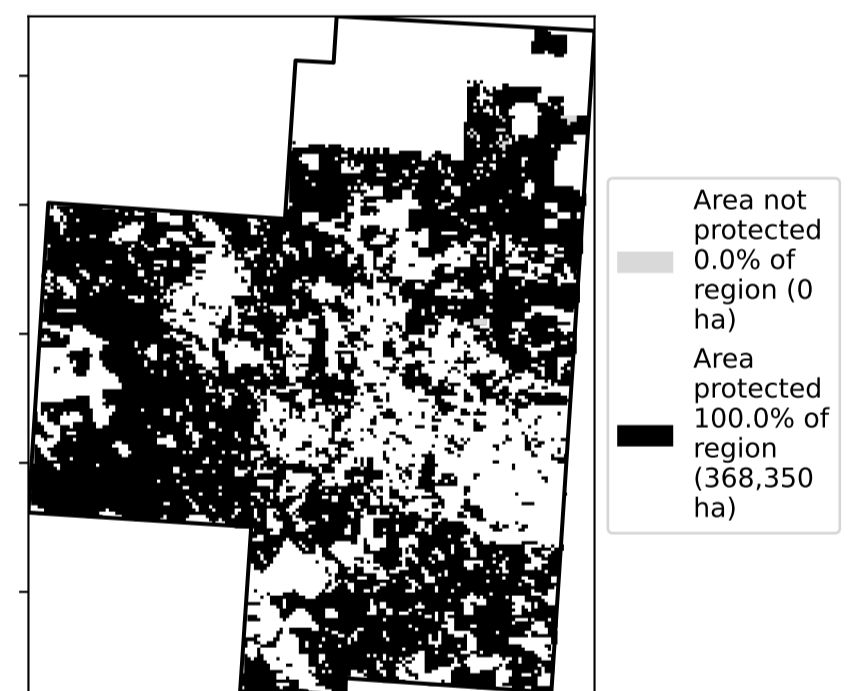 Area not
protected
0.0% of
region (0
ha)
Area
protected
100.0% of
region
(368,350
ha)